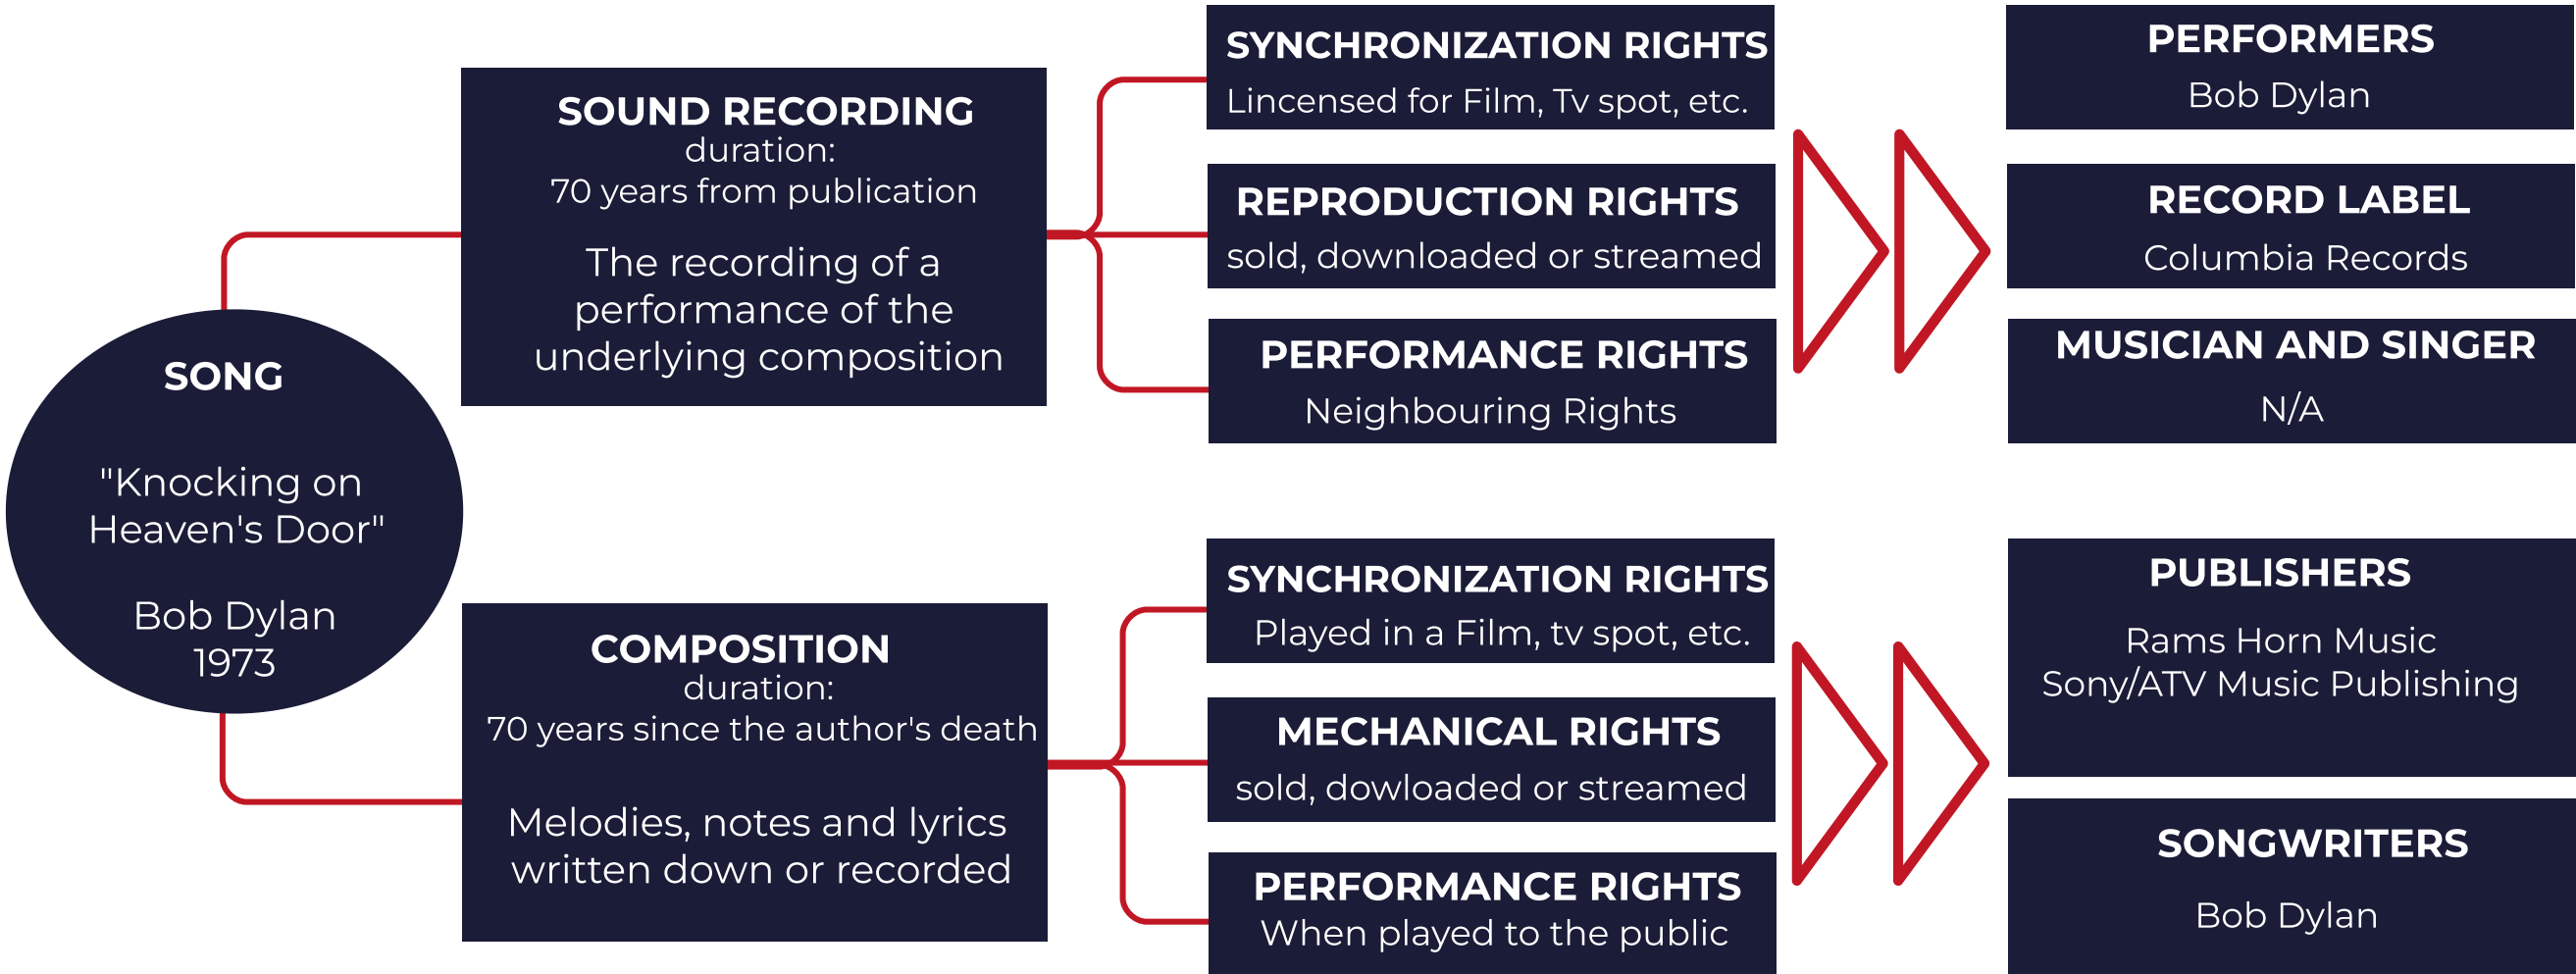 SONG
"Knocking on
Heaven's Door"
Bob Dylan
1973
SOUND RECORDING
duration:
70 years from publication
The recording of a
performance of the
underlying composition
SYNCHRONIZATION RIGHTS
Lincensed for Film, Tv spot, etc.
REPRODUCTION RIGHTS
sold, downloaded or streamed
PERFORMANCE RIGHTS
Neighbouring Rights
PERFORMERS
Bob Dylan
RECORD LABEL
Columbia Records
MUSICIAN AND SINGER
N/A
COMPOSITION
duration:
70 years since the author's death
Melodies, notes and lyrics
written down or recorded
SYNCHRONIZATION RIGHTS
Played in a Film, tv spot, etc.
MECHANICAL RIGHTS
sold, dowloaded or streamed
PERFORMANCE RIGHTS
When played to the public
PUBLISHERS
Rams Horn Music
Sony/ATV Music Publishing
SONGWRITERS
Bob Dylan